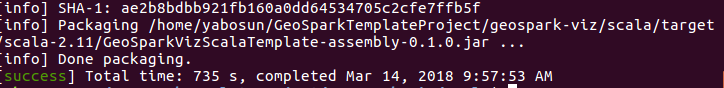 [info] SHA-1: ae2b8bdbb921fb160a0dd64534705c2cfe7ffb5f
[info] Packaging /home/yabosun/GeoSparkTemplateProject/geospark-viz/scala/target
/scala-2.11/GeoSparkVizScalaTemplate-assembly-0.1.0.jar ...
[info] Done packaging.
[success] Total time: 735 s, completed Mar 14, 2018 9:57:53 AM